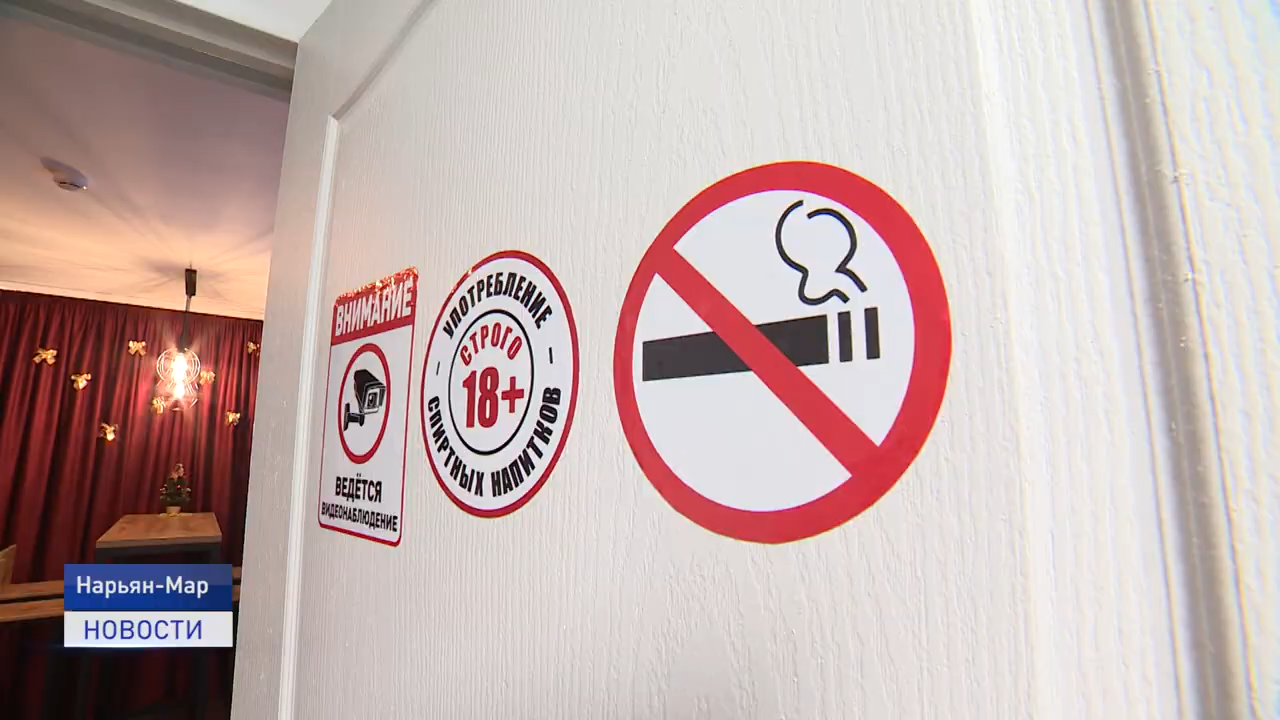 ВНИМАНИЕ
ВЕДЁТСЯ
ВИДЕОНАБЛЮДЕНИЕ
УПОТРЕБЛЕНИЕ
СТРОГО
18+
СПИРТНЫХ НАПИТКОВ
Нарьян-Мар
НОВОСТИ